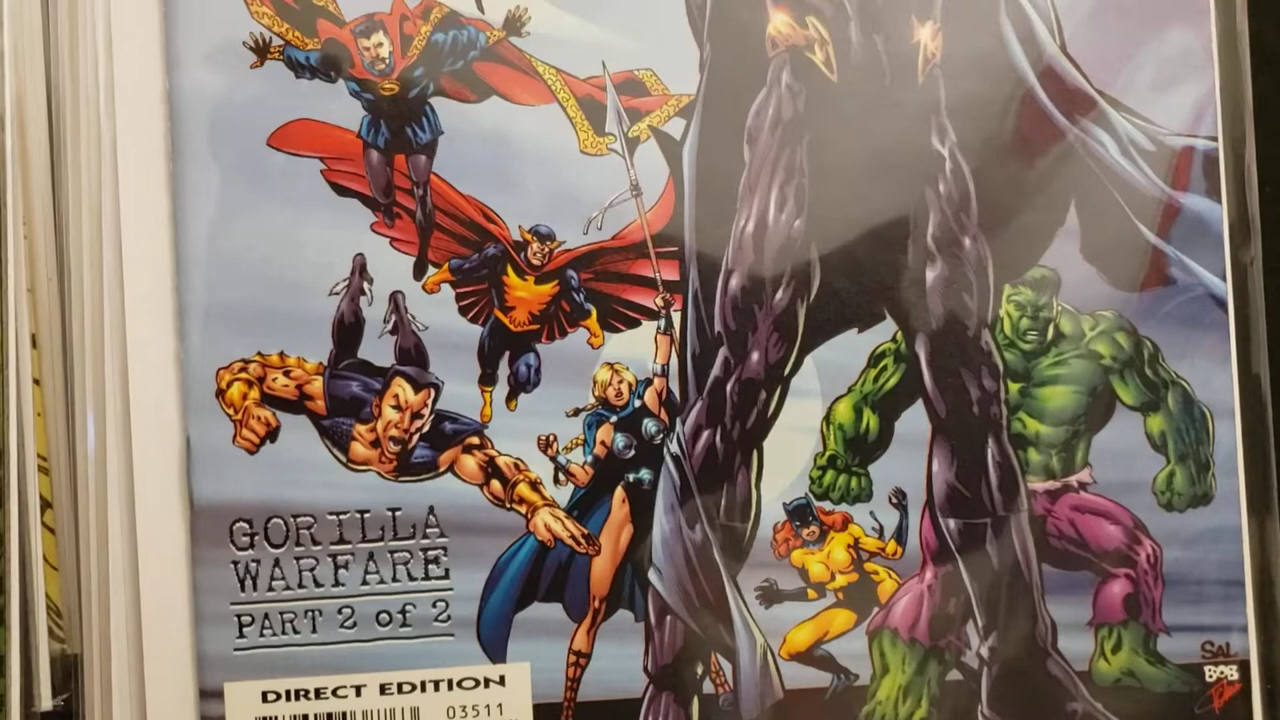 GORILLA
WARFARE
PART 2 of 2
DIRECT EDITION
03511
SAL
BOB